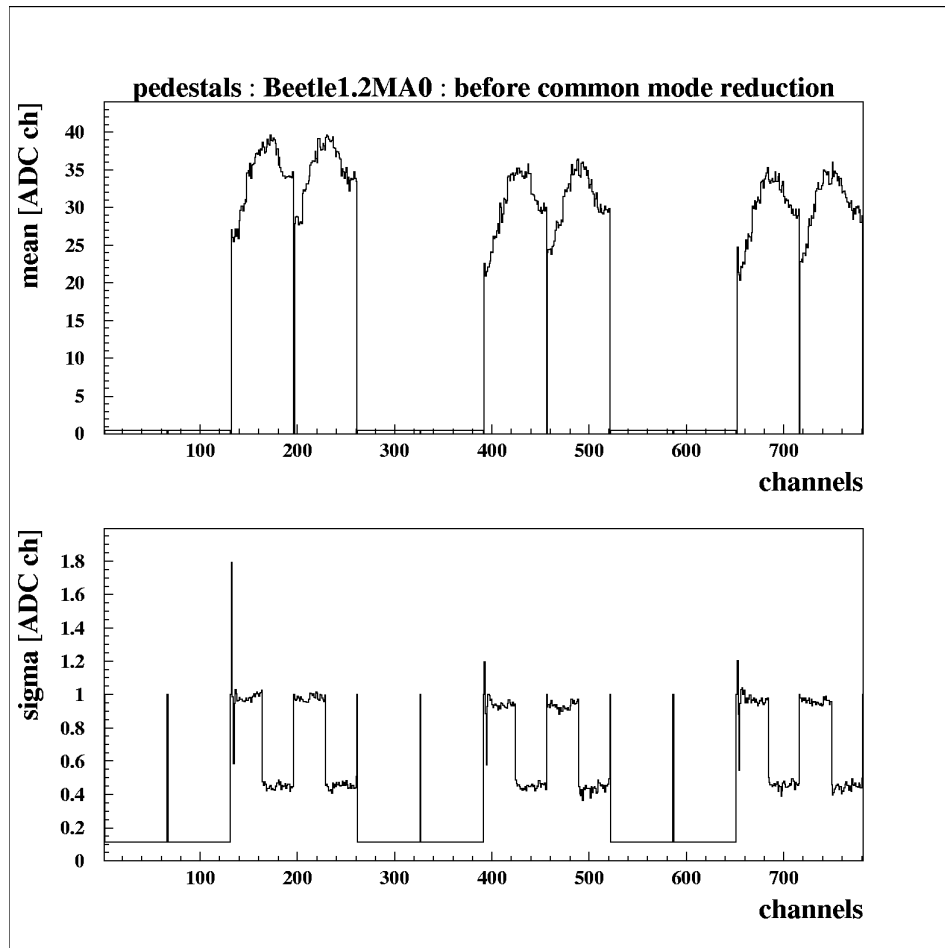 pedestals : Beetle1.2MA0 : before common mode reduction
mean [ADC ch]
40
35
30
25
20
15
10
5
0
100 200 300 400 500 600 700
channels
sigma [ADC ch]
1.8
1.6
1.4
1.2
1
0.8
0.6
0.4
0.2
0
100 200 300 400 500 600 700
channels